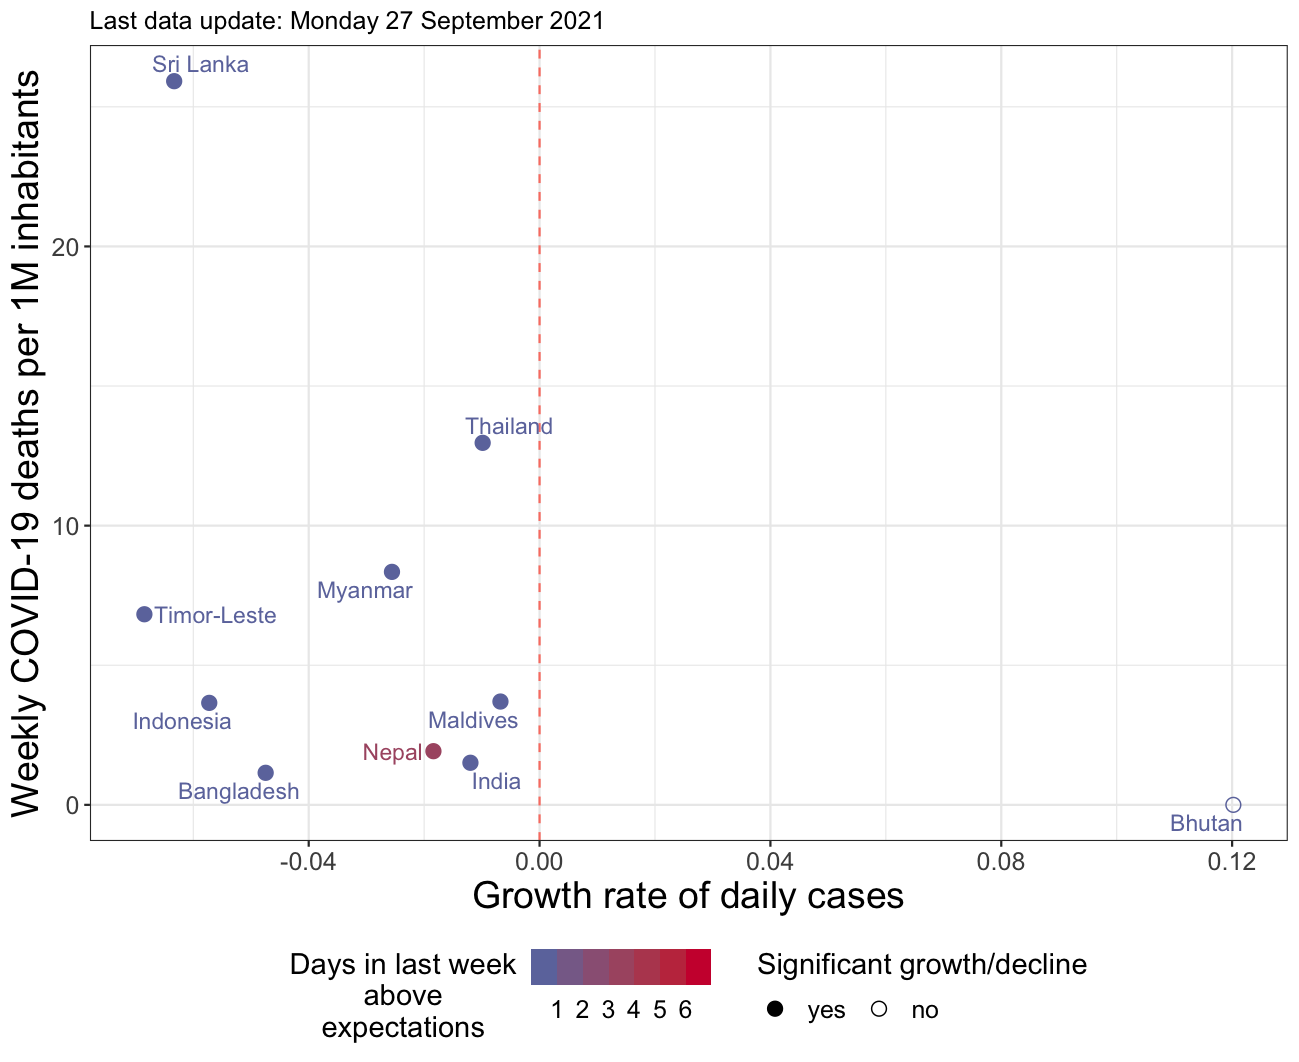 Last data update: Monday 27 September 2021
Weekly COVID-19 deaths per 1M inhabitants
20
10
0
Sri Lanka
Thailand
Myanmar
Timor-Leste
Indonesia
Maldives
Nepal
India
Bangladesh
Bhutan
-0.04 0.00 0.04 0.08 0.12
Growth rate of daily cases
Days in last week
above
expectations
1 2 3 4 5 6
Significant growth/decline
yes no